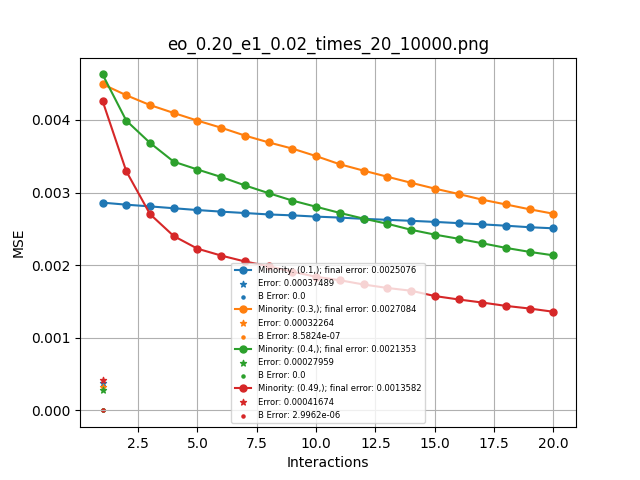 eo_0.20_e1_0.02_times_20_10000.png
MSE
0.004
0.003
0.002
0.001
0.000
Minority: (0.1,); final error: 0.0025076
Error: 0.00037489
B Error: 0.0
Minority: (0.3,); final error: 0.0027084
Error: 0.00032264
B Error: 8.5824e-07
Minority: (0.4,); final error: 0.0021353
Error: 0.00027959
B Error: 0.0
Minority: (0.49,); final error: 0.0013582
Error: 0.00041674
B Error: 2.9962e-06
2.5 5.0 7.5 10.0 12.5 15.0 17.5 20.0
Interactions